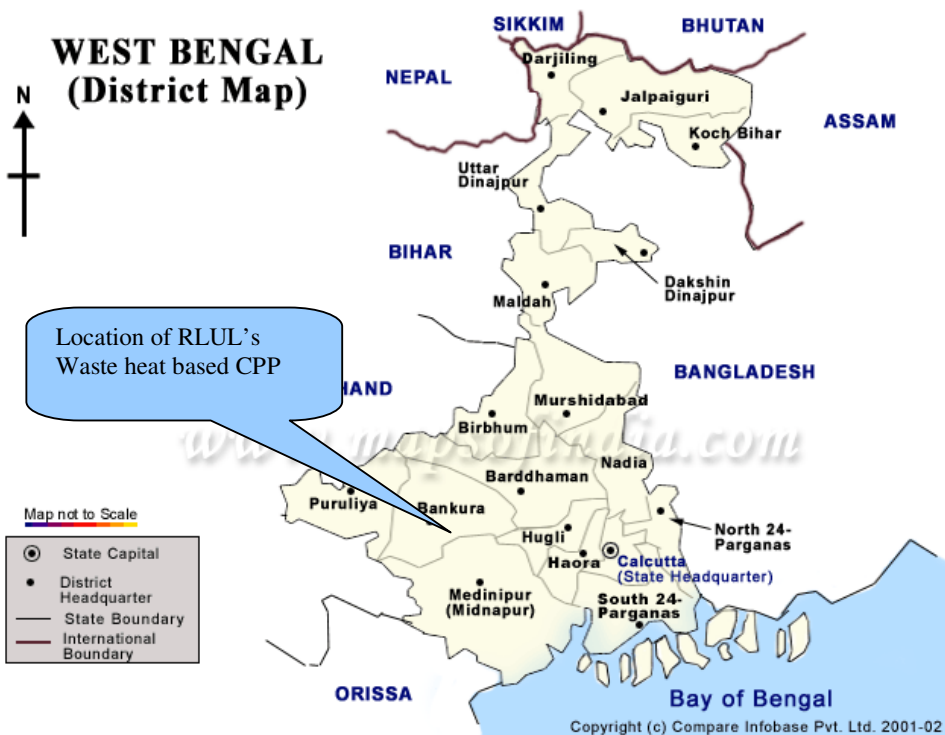 WEST BENGAL
(District Map)
N
SIKKIM
BHUTAN
NEPAL
Darjiling
Jalpaiguri
ASSAM
Koch Bihar
Uttar
Dinajpur
BIHAR
Dakshin
Dinajpur
Maldah
Location of RLUL's
Waste heat based CPP
HAND
BANGLADESH
Murshidabad
Birbhum
www.mapsofindia.com
Nadia
Barddhaman
Puruliya
Bankura
Hugli
North 24-
Parganas
Haora
Calcutta
(State Headquarter)
Medinipur
(Midnapur)
South 24-
Parganas
Map not to Scale
State Capital
District
Headquarter
State Boundary
International
Boundary
ORISSA
Bay of Bengal
Copyright (c) Compare Infobase Pvt. Ltd. 2001-02